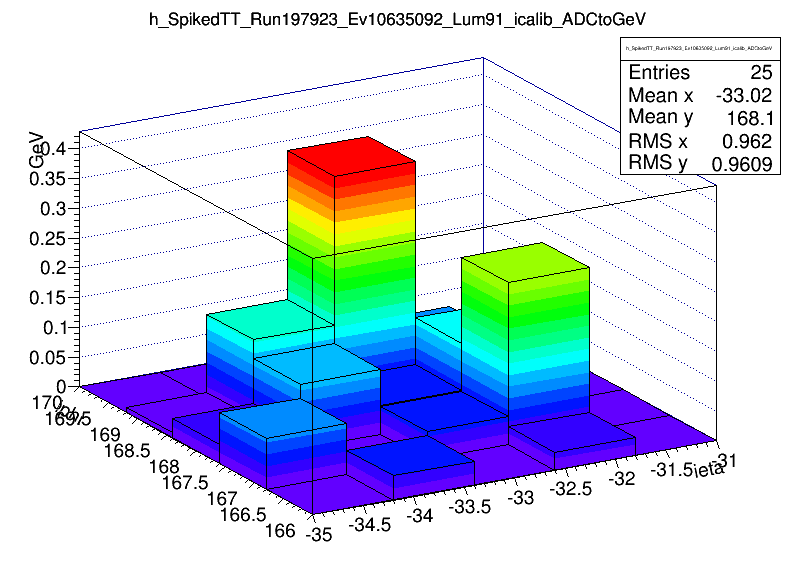 h_SpikedTT_Run197923_Ev10635092_Lum91_icalib_ADCtoGeV
h_SpikedTT_Run197923_Ev10635092_Lum91_icalib_ADCtoGeV
Entries 25
Mean x -33.02
Mean y 168.1
RMS x 0.962
RMS y 0.9609
GeV
0.4
0.35
0.3
0.25
0.2
0.15
0.1
0.05
0
170
169.5
169
168.5
168
167.5
167
166.5
166
iphi
-35
-34.5
-34
-33.5
-33
-32.5
-32
-31.5
-31
ieta